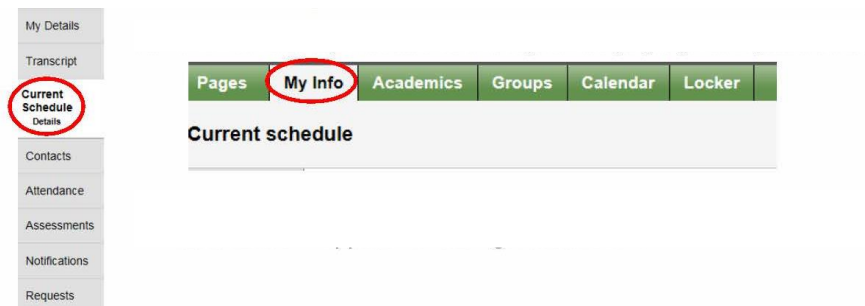 My Details
Transcript
Current
Schedule
Details
Contacts
Attendance
Assessments
Notifications
Requests
Pages My Info Academics Groups Calendar Locker
Current schedule